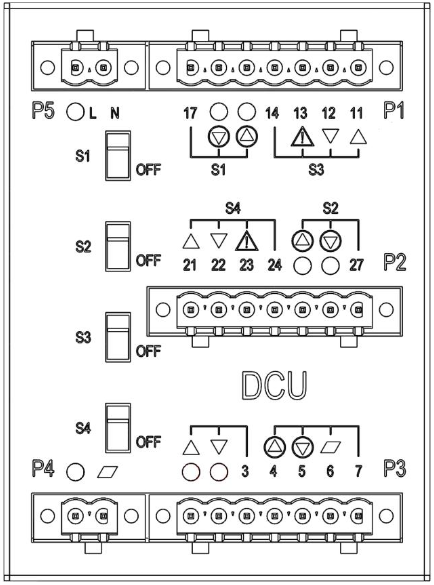 P5 L N 17 14 13 12 11 P1
S1 OFF S1 S3
S4 S2
S2 OFF 21 22 23 24 27 P2
S3 OFF
DCU
S4 OFF
P4 3 4 5 6 7 P3